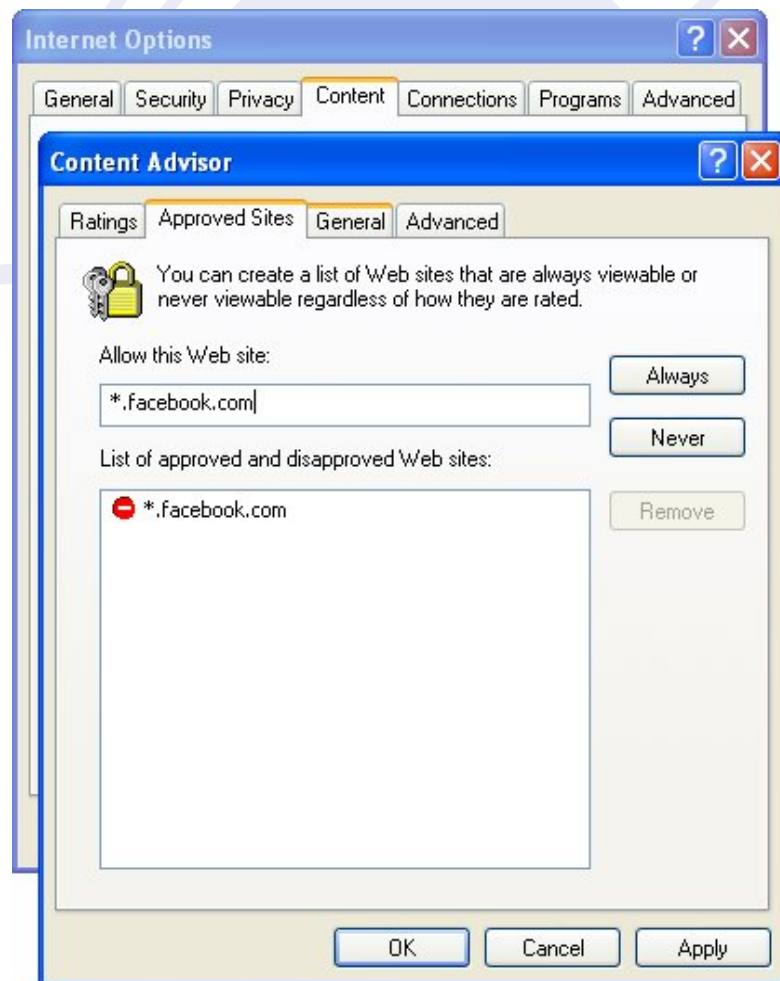 Internet Options
General Security Privacy Content Connections Programs Advanced
Content Advisor
Ratings Approved Sites General Advanced
You can create a list of Web sites that are always viewable or
never viewable regardless of how they are rated.
Allow this Web site:
Always
*.facebook.com
Never
List of approved and disapproved Web sites:
*.facebook.com
Remove
OK Cancel Apply